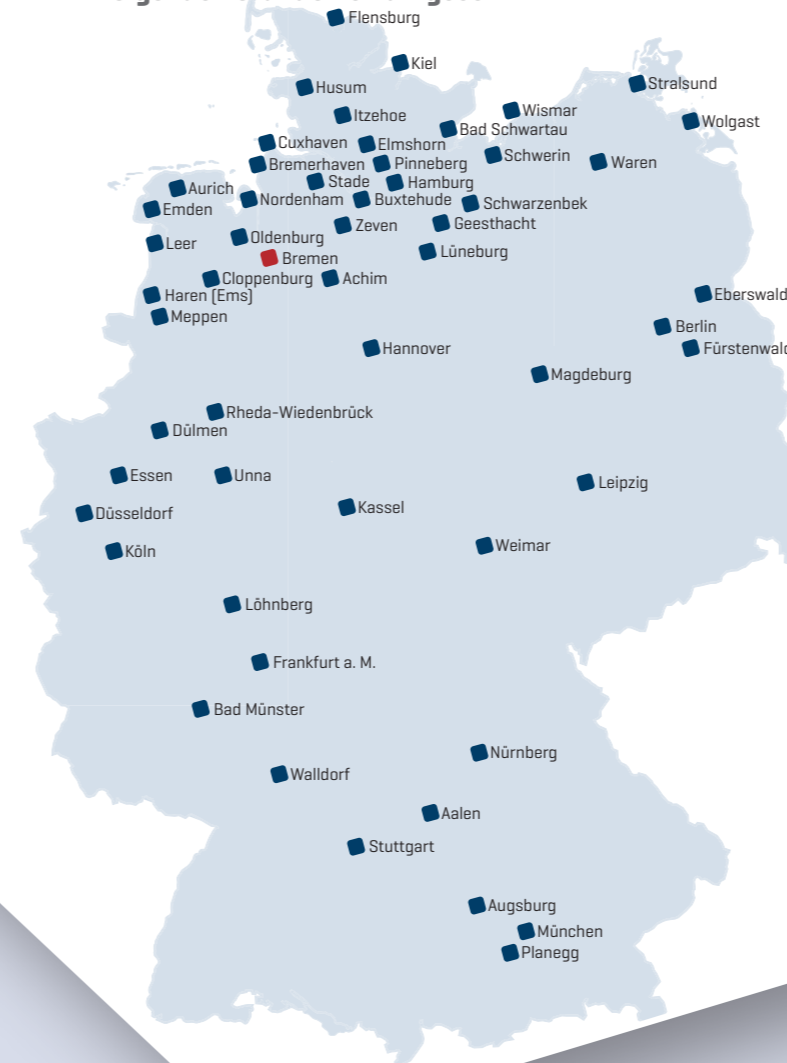 Flensburg
Kiel
Husum
Stralsund
Itzehoe
Wismar
Wolgast
Bad Schwartau
Cuxhaven
Elmshorn
Schwerin
Bremerhaven
Pinneberg
Waren
Stade
Hamburg
Aurich
Nordenham
Buxtehude
Schwarzenbek
Emden
Zeven
Geesthacht
Leer
Oldenburg
Lüneburg
Bremen
Cloppenburg
Achim
Haren (Ems)
Eberswald
Meppen
Berlin
Hannover
Fürstenwald
Magdeburg
Rheda-Wiedenbrück
Dülmen
Essen
Unna
Leipzig
Kassel
Düsseldorf
Weimar
Köln
Löhnberg
Frankfurt a. M.
Bad Münster
Nürnberg
Walldorf
Aalen
Stuttgart
Augsburg
München
Planegg